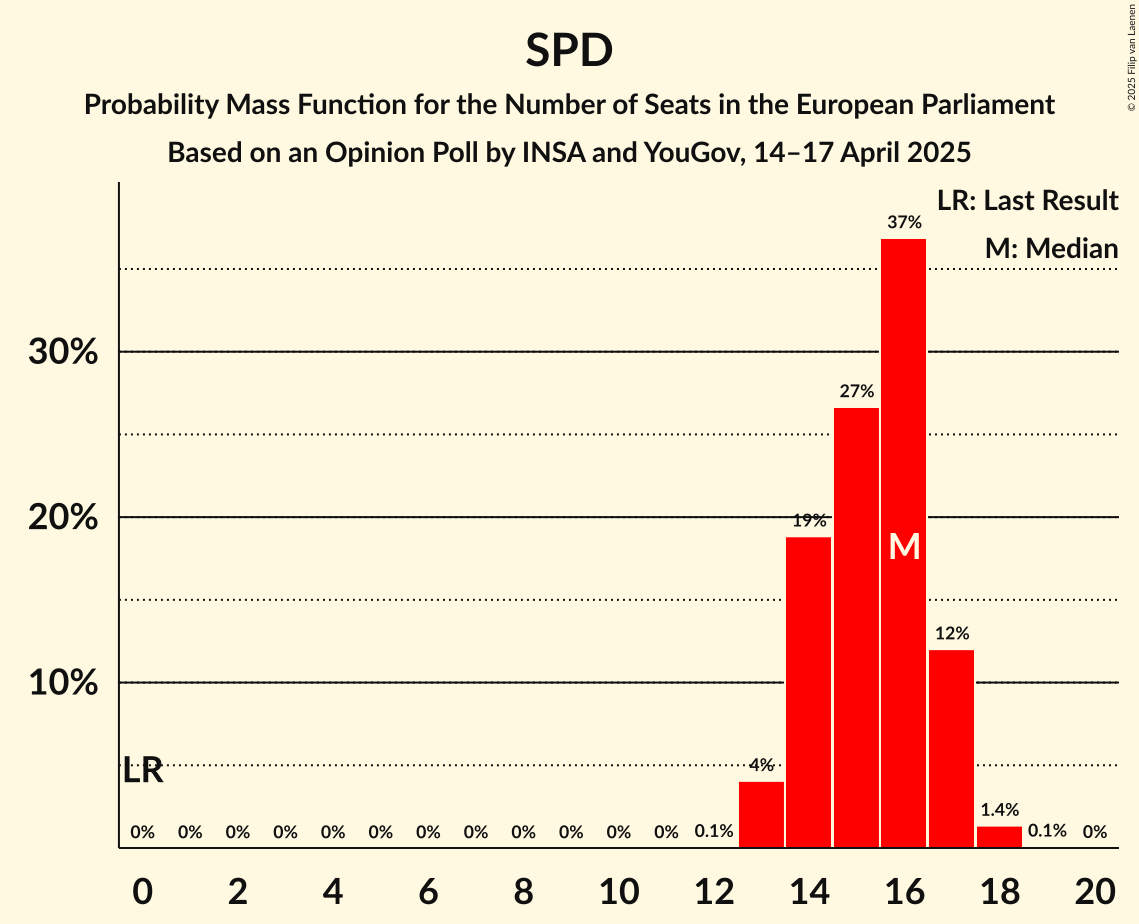 SPD
Probability Mass Function for the Number of Seats in the European Parliament
Based on an Opinion Poll by INSA and YouGov, 14–17 April 2025
© 2025 Filip van Laenen
LR: Last Result
M: Median
37%
30%
27%
20%
19%
M
12%
10%
LR
4%
1.4%
0% 0% 0% 0% 0% 0% 0% 0% 0% 0% 0% 0% 0.1% 0.1% 0%
0 2 4 6 8 10 12 14 16 18 20